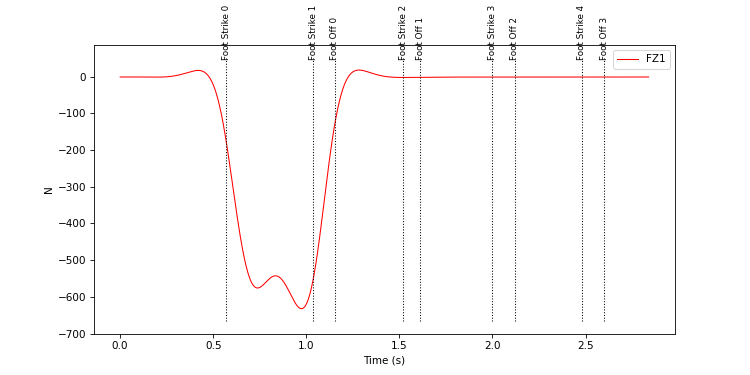 Foot Strike 0
Foot Strike 1
Foot Off 0
Foot Strike 2
Foot Off 1
Foot Strike 3
Foot Off 2
Foot Strike 4
Foot Off 3
FZ1
0
−100
−200
−300
−400
−500
−600
−700
N
0.0
0.5
1.0
1.5
2.0
2.5
Time (s)